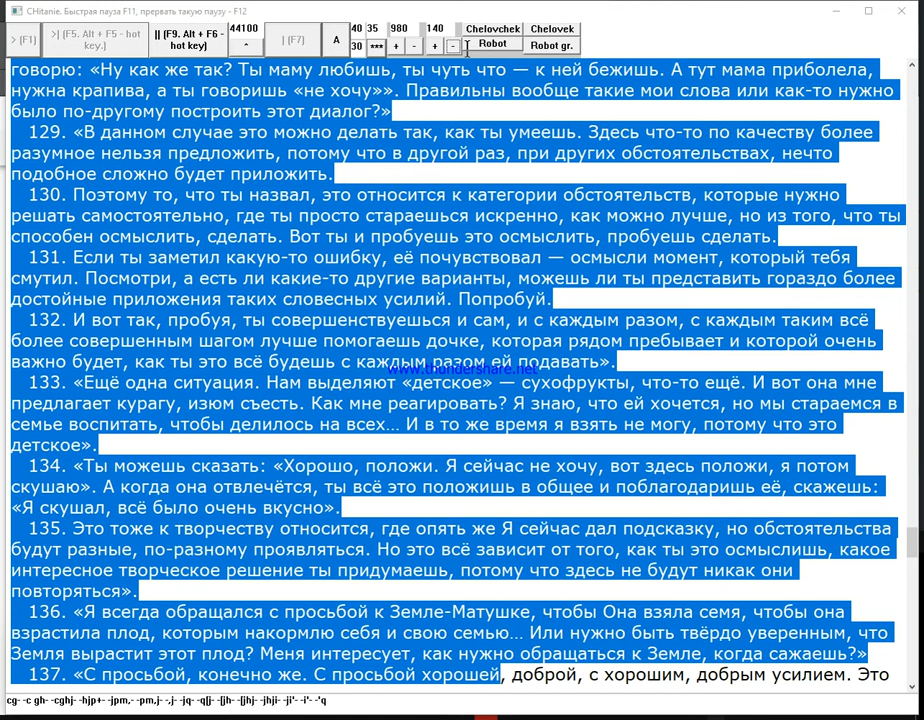 CHitanie. Быстрая пауза F11, прервать такую паузу - F12
> (F1)
>| (F5. Alt + F5 - hot key.)
|| (F9. Alt + F6 - hot key)
44100
^
| (F7)
A
40 35 980 140
30 *** + - + -
Chelovchek Chelovek
Robot Robot gr.
говорю: «Ну как же так? Ты маму любишь, ты чуть что — к ней бежишь. А тут мама приболела,
нужна крапива, а ты говоришь «не хочу»». Правильны вообще такие мои слова или как-то нужно
было по-другому построить этот диалог?»
129. «В данном случае это можно делать так, как ты умеешь. Здесь что-то по качеству более
разумное нельзя предложить, потому что в другой раз, при других обстоятельствах, нечто
подобное сложно будет приложить.
130. Поэтому то, что ты назвал, это относится к категории обстоятельств, которые нужно
решать самостоятельно, где ты просто стараешься искренно, как можно лучше, но из того, что ты
способен осмыслить, сделать. Вот ты и пробуешь это осмыслить, пробуешь сделать.
131. Если ты заметил какую-то ошибку, её почувствовал — осмысли момент, который тебя
смутил. Посмотри, а есть ли какие-то другие варианты, можешь ли ты представить гораздо более
достойные приложения таких словесных усилий. Попробуй.
132. И вот так, пробуя, ты совершенствуешься и сам, и с каждым разом, с каждым таким всё
более совершенным шагом лучше помогаешь дочке, которая рядом пребывает и которой очень
важно будет, как ты это всё будешь с каждым разом ей подавать».
www.thundershare.net
133. «Ещё одна ситуация. Нам выделяют «детское» — сухофрукты, что-то ещё. И вот она мне
предлагает курагу, изюм съесть. Как мне реагировать? Я знаю, что ей хочется, но мы стараемся в
семье воспитать, чтобы делилось на всех... И в то же время я взять не могу, потому что это
детское».
134. «Ты можешь сказать: «Хорошо, положи. Я сейчас не хочу, вот здесь положи, я потом
скушаю». А когда она отвлечётся, ты всё это положишь в общее и поблагодаришь её, скажешь:
«Я скушал, всё было очень вкусно».
135. Это тоже к творчеству относится, где опять же Я сейчас дал подсказку, но обстоятельства
будут разные, по-разному проявляться. Но это всё зависит от того, как ты это осмыслишь, какое
интересное творческое решение ты придумаешь, потому что здесь не будут никак они
повторяться».
136. «Я всегда обращался с просьбой к Земле-Матушке, чтобы Она взяла семя, чтобы она
взрастила плод, которым накормлю себя и свою семью... Или нужно быть твёрдо уверенным, что
Земля вырастит этот плод? Меня интересует, как нужно обращаться к Земле, когда сажаешь?»
137. «С просьбой, конечно же. С просьбой хорошей, доброй, с хорошим, добрым усилием. Это
cg- -c gh- -cghj- -hjp+- -jpm,- -pm,j- -,j- -jq- -q[j- -[jh- -[jhj- -jhji- -ji'- -i'- -'q